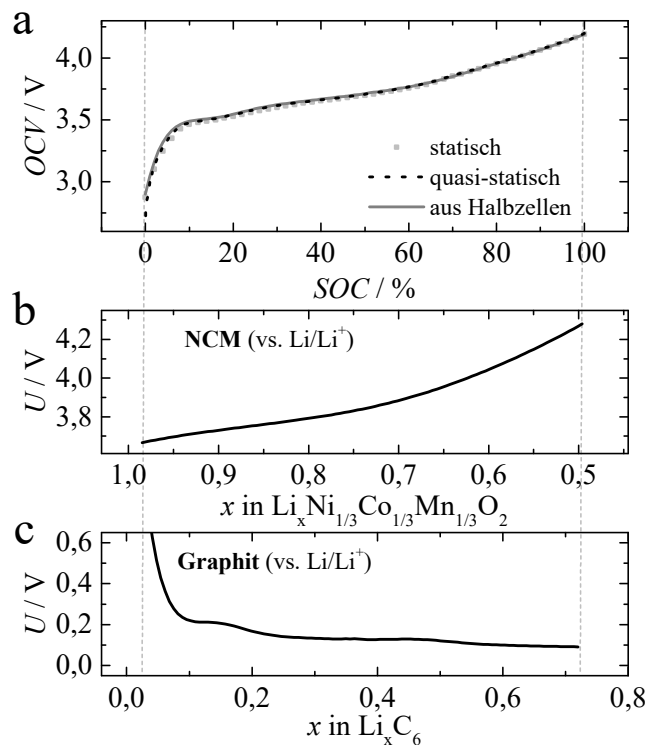 a
4,0
3,5
3,0
OCV / V
statisch
quasi-statisch
aus Halbzellen
0 20 40 60 80 100
SOC / %
b
4,2
4,0
3,8
U / V
NCM (vs. Li/Li⁺)
1,0 0,9 0,8 0,7 0,6 0,5
x in LiₓNi₁/₃Co₁/₃Mn₁/₃O₂
c
0,6
0,4
0,2
0,0
U / V
Graphit (vs. Li/Li⁺)
0,0 0,2 0,4 0,6 0,8
x in LiₓC₆